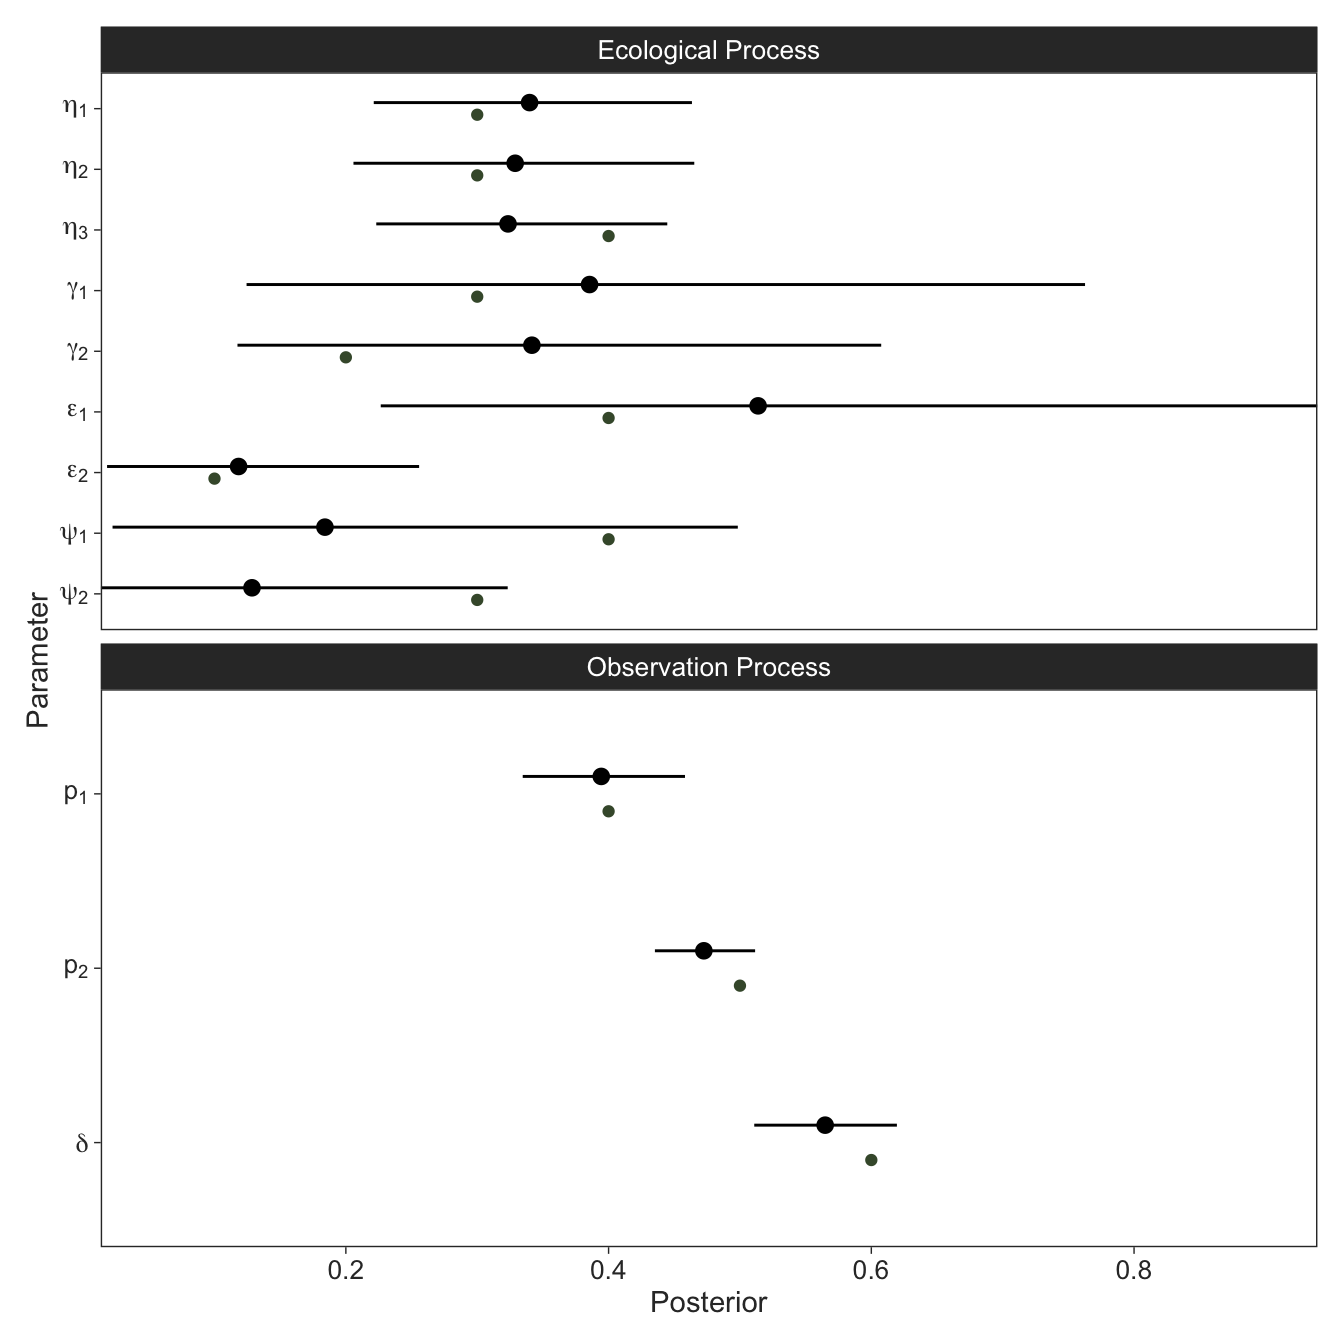 Ecological Process
η1
η2
η3
γ1
γ2
ε1
ε2
ψ1
ψ2
Parameter
Observation Process
p1
p2
δ
0.2 0.4 0.6 0.8
Posterior